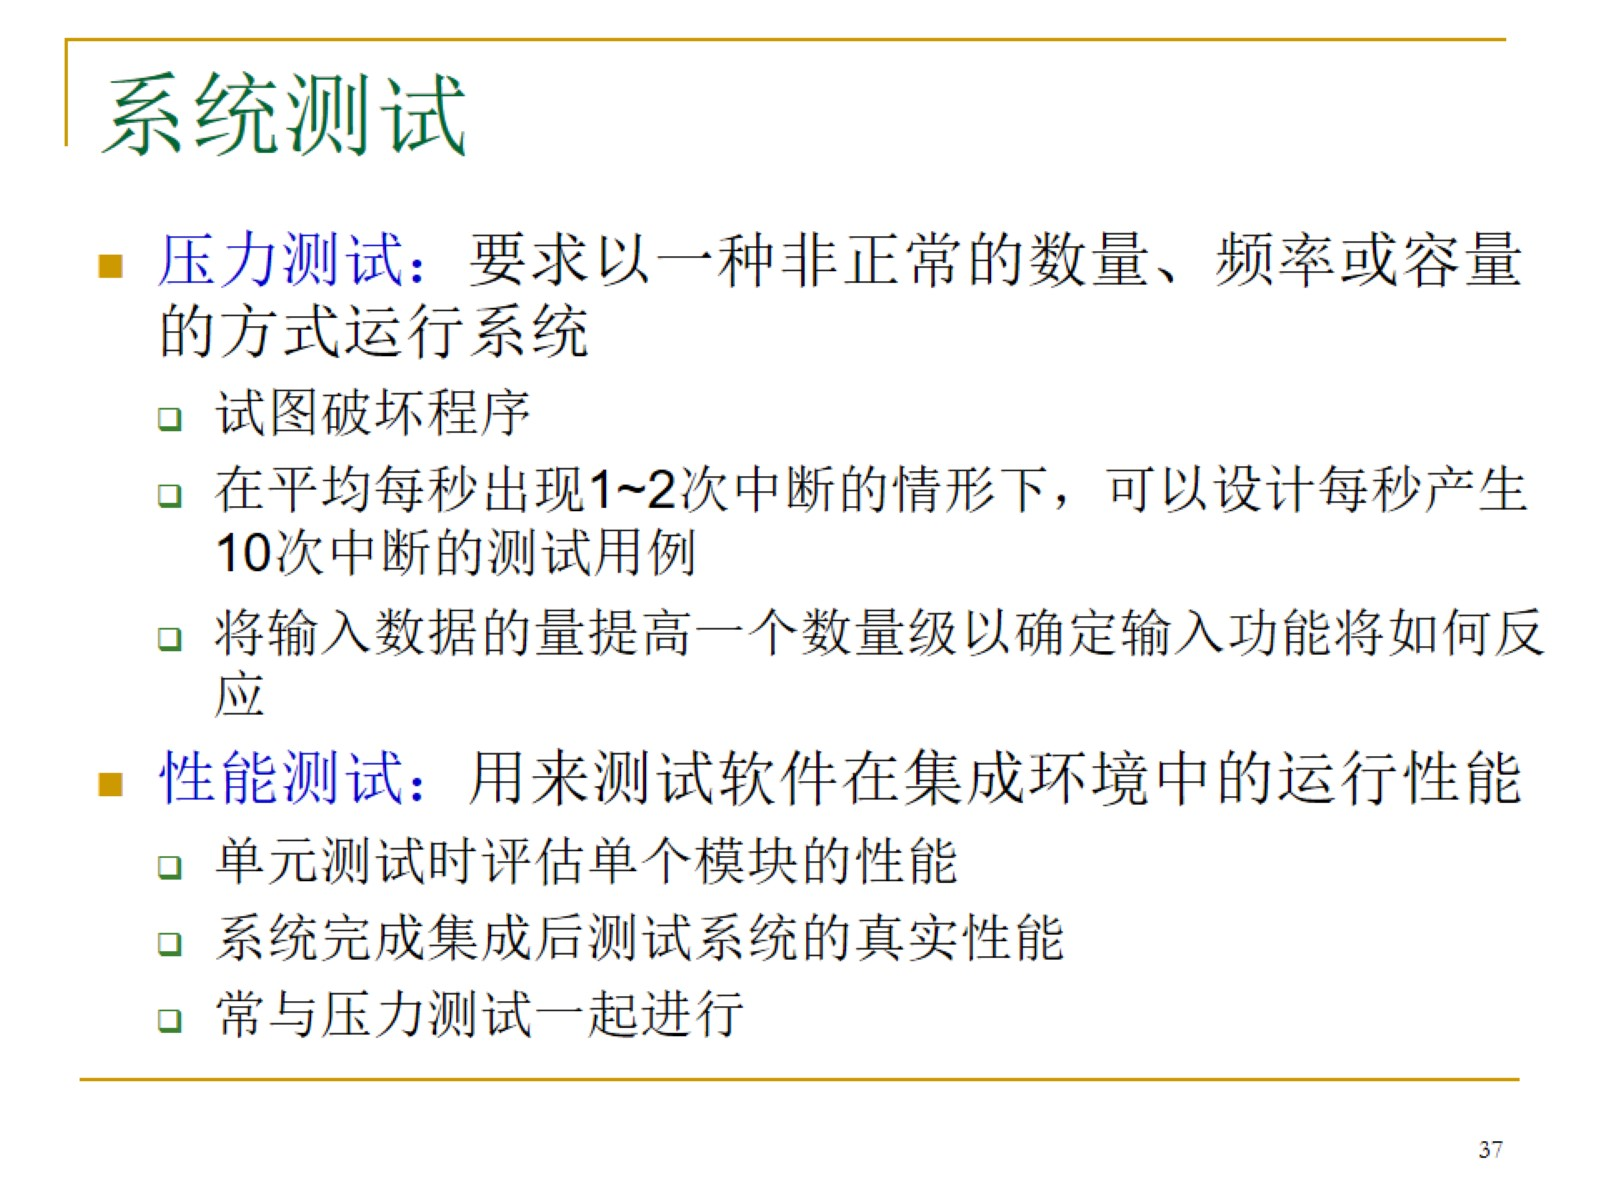 系统测试
压力测试：要求以一种非正常的数量、频率或容量
的方式运行系统
试图破坏程序
在平均每秒出现1~2次中断的情形下，可以设计每秒产生
10次中断的测试用例
将输入数据的量提高一个数量级以确定输入功能将如何反
应
性能测试：用来测试软件在集成环境中的运行性能
单元测试时评估单个模块的性能
系统完成集成后测试系统的真实性能
常与压力测试一起进行
37